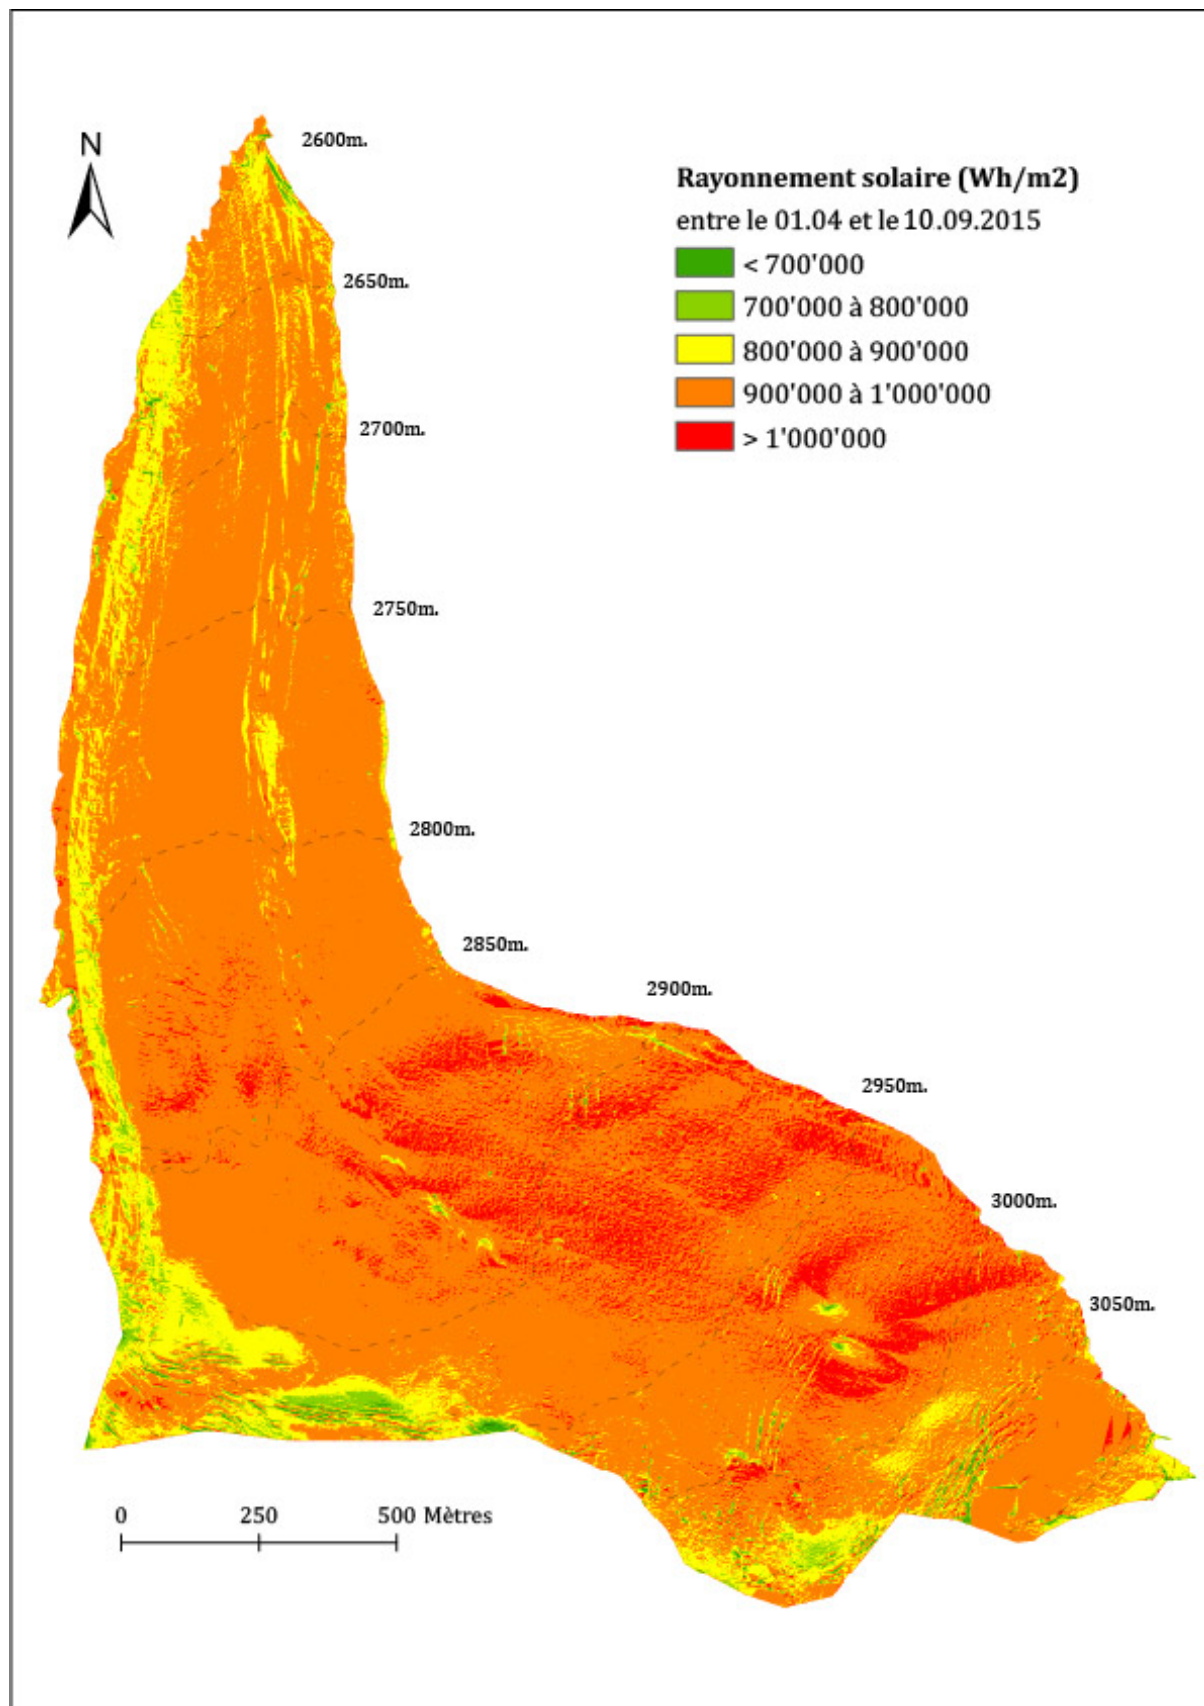 N
2600m.
Rayonnement solaire (Wh/m2)
entre le 01.04 et le 10.09.2015
< 700'000
700'000 à 800'000
800'000 à 900'000
900'000 à 1'000'000
> 1'000'000
2650m.
2700m.
2750m.
2800m.
2850m.
2900m.
2950m.
3000m.
3050m.
0 250 500 Mètres